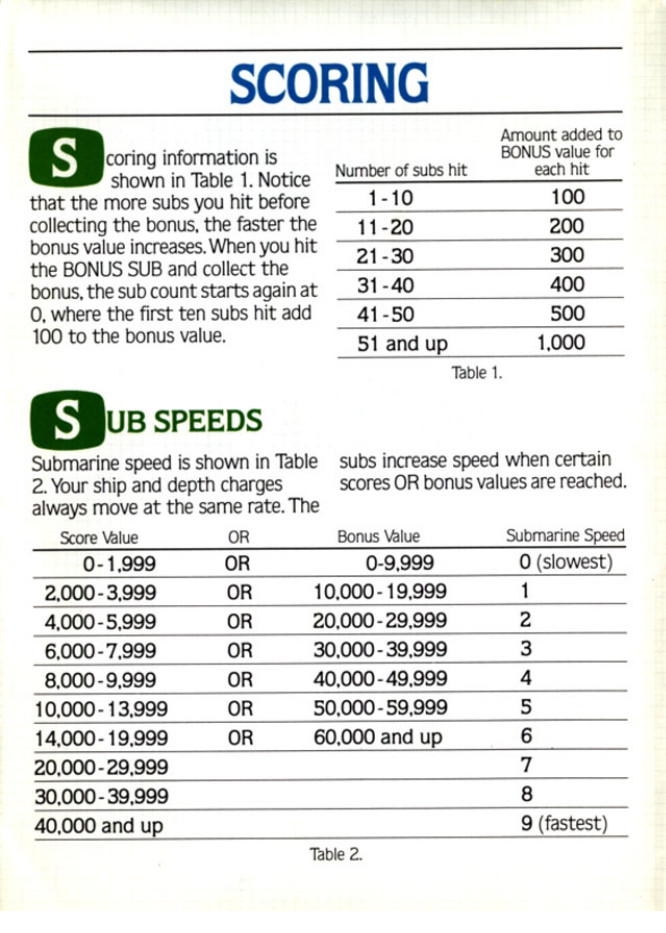 SCORING
Scoring information is
shown in Table 1. Notice
that the more subs you hit before
collecting the bonus, the faster the
bonus value increases. When you hit
the BONUS SUB and collect the
bonus, the sub count starts again at
0, where the first ten subs hit add
100 to the bonus value.
Amount added to
BONUS value for
Number of subs hit each hit
1-10 100
11-20 200
21-30 300
31-40 400
41-50 500
51 and up 1,000
Table 1.
SUB SPEEDS
Submarine speed is shown in Table
2. Your ship and depth charges
always move at the same rate. The
subs increase speed when certain
scores OR bonus values are reached.
Score Value OR Bonus Value Submarine Speed
0-1,999 OR 0-9,999 0 (slowest)
2,000-3,999 OR 10,000-19,999 1
4,000-5,999 OR 20,000-29,999 2
6,000-7,999 OR 30,000-39,999 3
8,000-9,999 OR 40,000-49,999 4
10,000-13,999 OR 50,000-59,999 5
14,000-19,999 OR 60,000 and up 6
20,000-29,999 7
30,000-39,999 8
40,000 and up 9 (fastest)
Table 2.